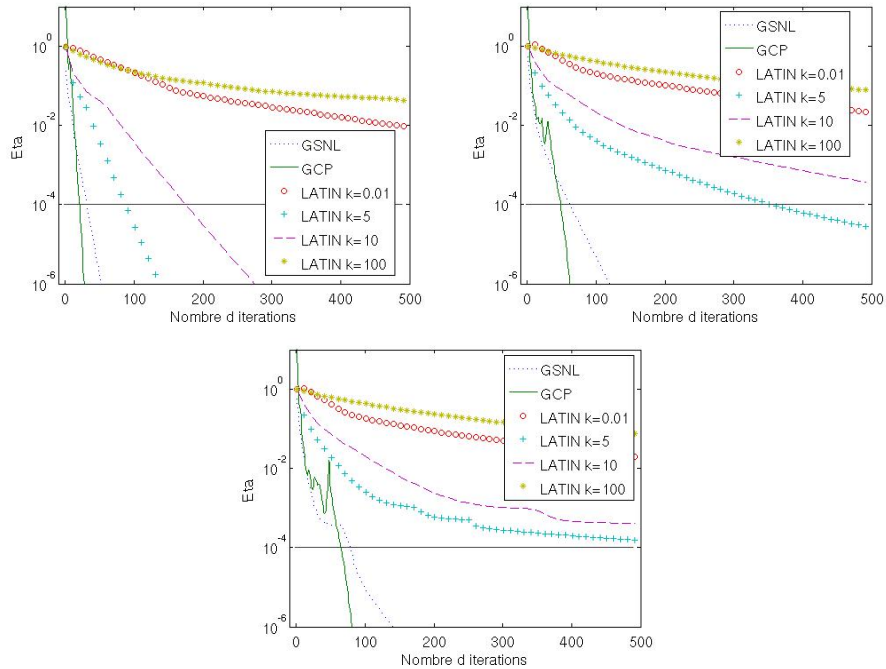 10^0
10^-2
10^-4
10^-6
Eta
0
100
200
300
400
500
Nombre d iterations
GSNL
GCP
LATIN k=0.01
LATIN k=5
LATIN k=10
LATIN k=100
10^0
10^-2
10^-4
10^-6
Eta
0
100
200
300
400
500
Nombre d iterations
GSNL
GCP
LATIN k=0.01
LATIN k=5
LATIN k=10
LATIN k=100
10^0
10^-2
10^-4
10^-6
Eta
0
100
200
300
400
500
Nombre d iterations
GSNL
GCP
LATIN k=0.01
LATIN k=5
LATIN k=10
LATIN k=100